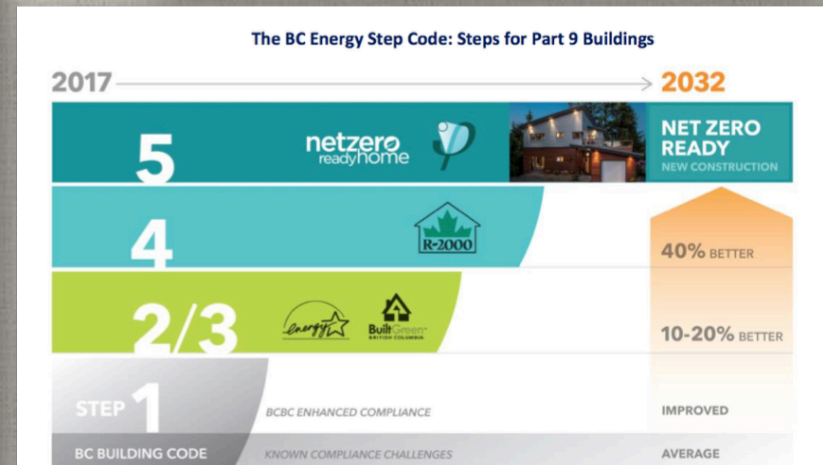 The BC Energy Step Code: Steps for Part 9 Buildings
2017
2032
5
netzero
readyhome
NET ZERO
READY
NEW CONSTRUCTION
4
R-2000
40% BETTER
2/3
energy
BuiltGreen
BRITISH COLUMBIA
10-20% BETTER
STEP 1
BCBC ENHANCED COMPLIANCE
IMPROVED
BC BUILDING CODE
KNOWN COMPLIANCE CHALLENGES
AVERAGE